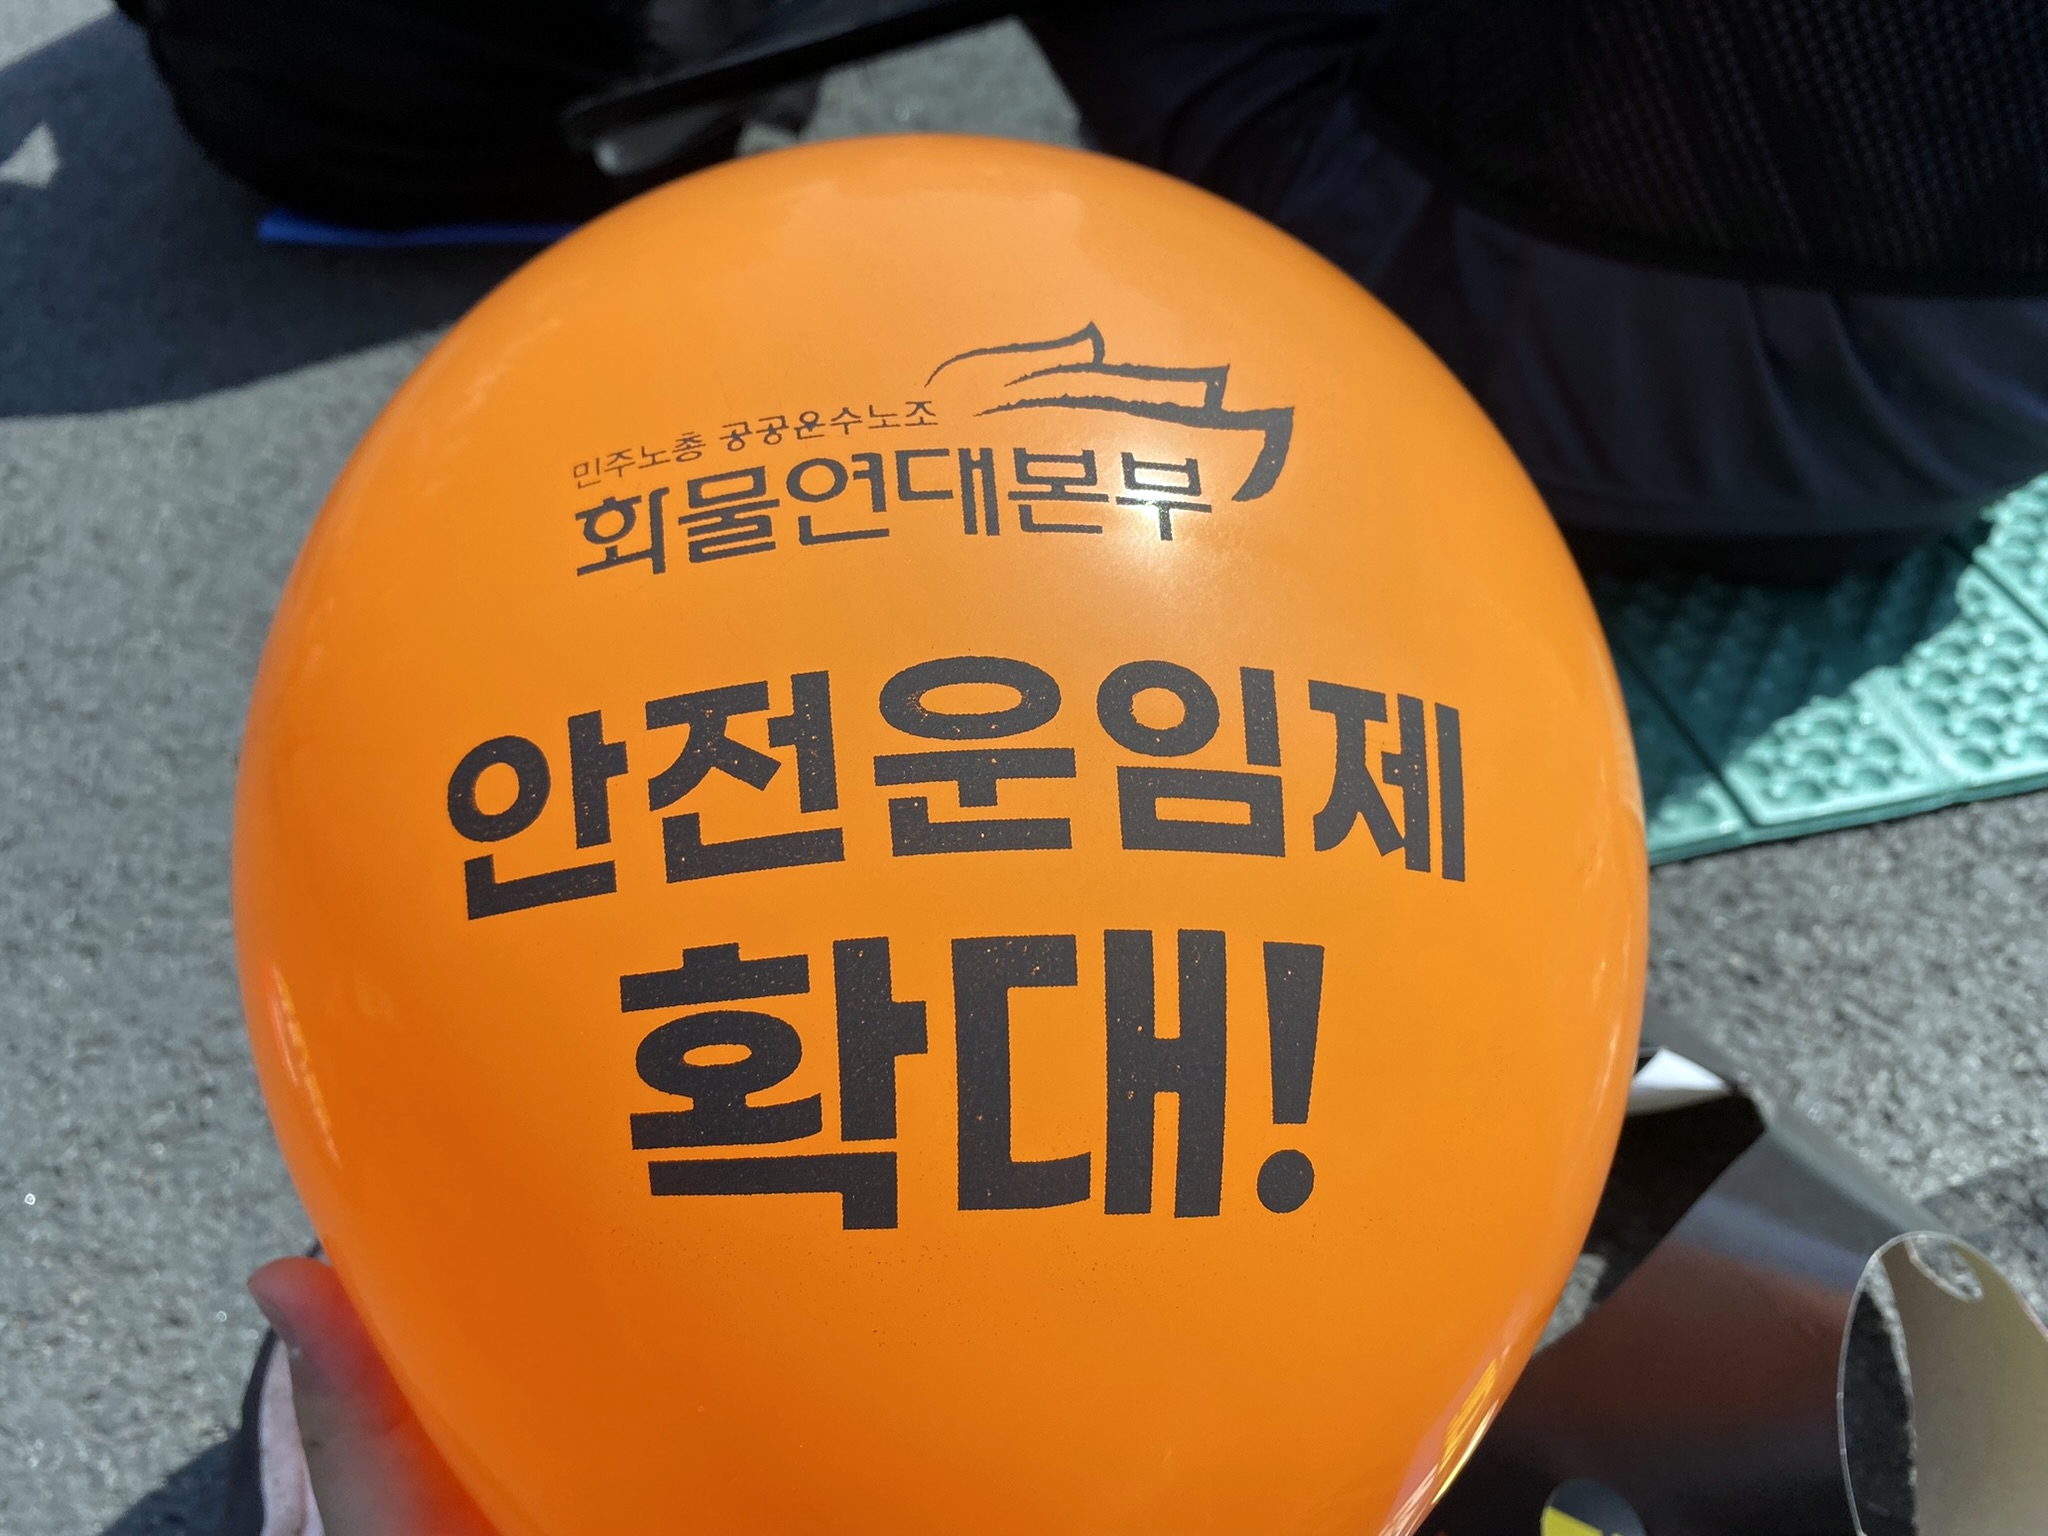 민주노총 공공운수노조
화물연대본부
안전운임제
확대!